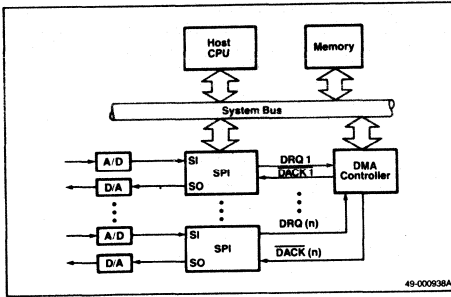 Host
CPU
Memory
System Bus
A/D
SI
SPI
DRQ 1
DACK 1
DMA
Controller
D/A
SO
A/D
SI
SPI
DRQ (n)
D/A
SO
DACK (n)
49-000938A